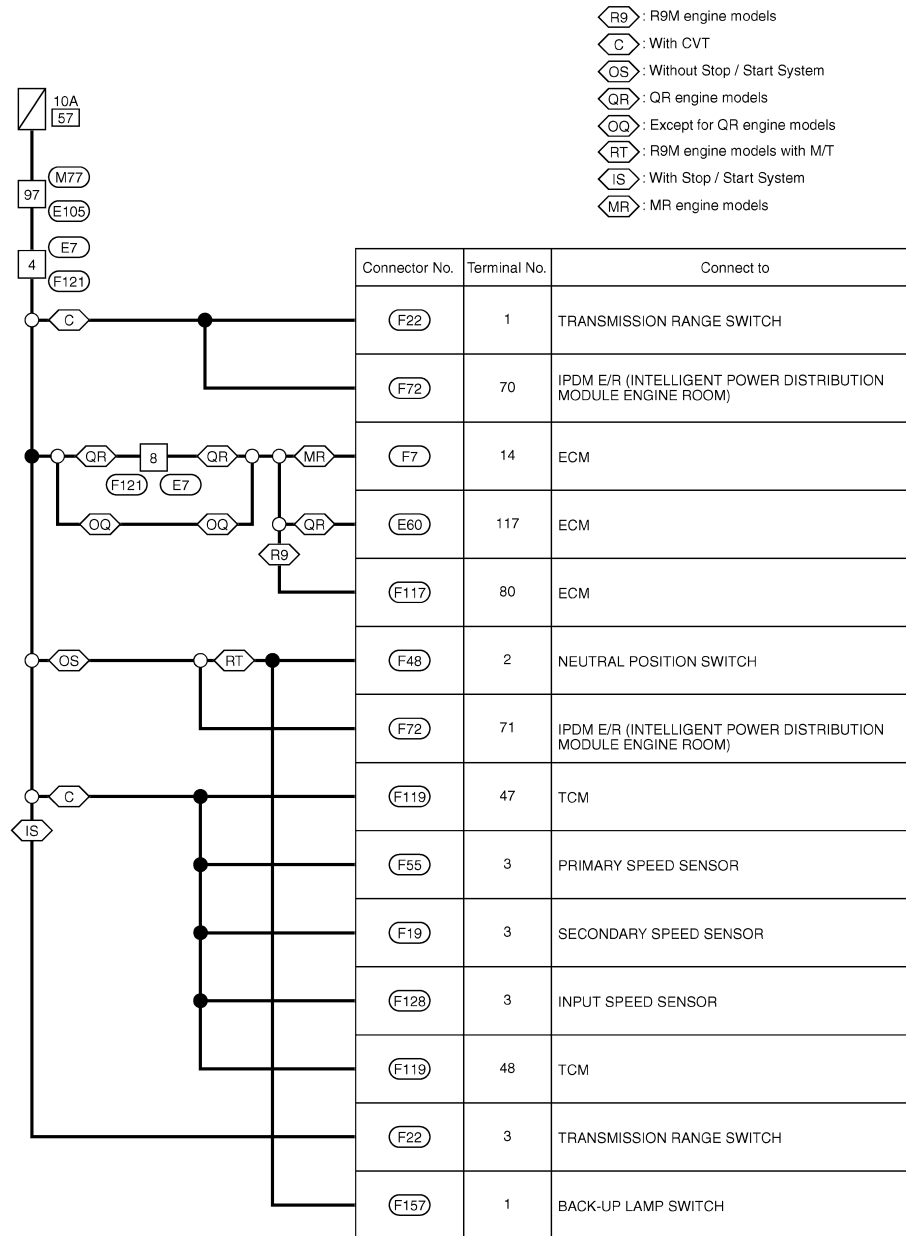 R9 : R9M engine models
C : With CVT
OS : Without Stop / Start System
QR : QR engine models
OQ : Except for QR engine models
RT : R9M engine models with M/T
IS : With Stop / Start System
MR : MR engine models
10A
57
97
M77
E105
4
E7
F121
Connector No. Terminal No. Connect to
C F22 1 TRANSMISSION RANGE SWITCH
F72 70 IPDM E/R (INTELLIGENT POWER DISTRIBUTION
MODULE ENGINE ROOM)
QR 8 QR MR F7 14 ECM
F121 E7
OQ OQ QR E60 117 ECM
R9
F117 80 ECM
OS RT F48 2 NEUTRAL POSITION SWITCH
F72 71 IPDM E/R (INTELLIGENT POWER DISTRIBUTION
MODULE ENGINE ROOM)
C F119 47 TCM
IS
F55 3 PRIMARY SPEED SENSOR
F19 3 SECONDARY SPEED SENSOR
F128 3 INPUT SPEED SENSOR
F119 48 TCM
F22 3 TRANSMISSION RANGE SWITCH
F157 1 BACK-UP LAMP SWITCH